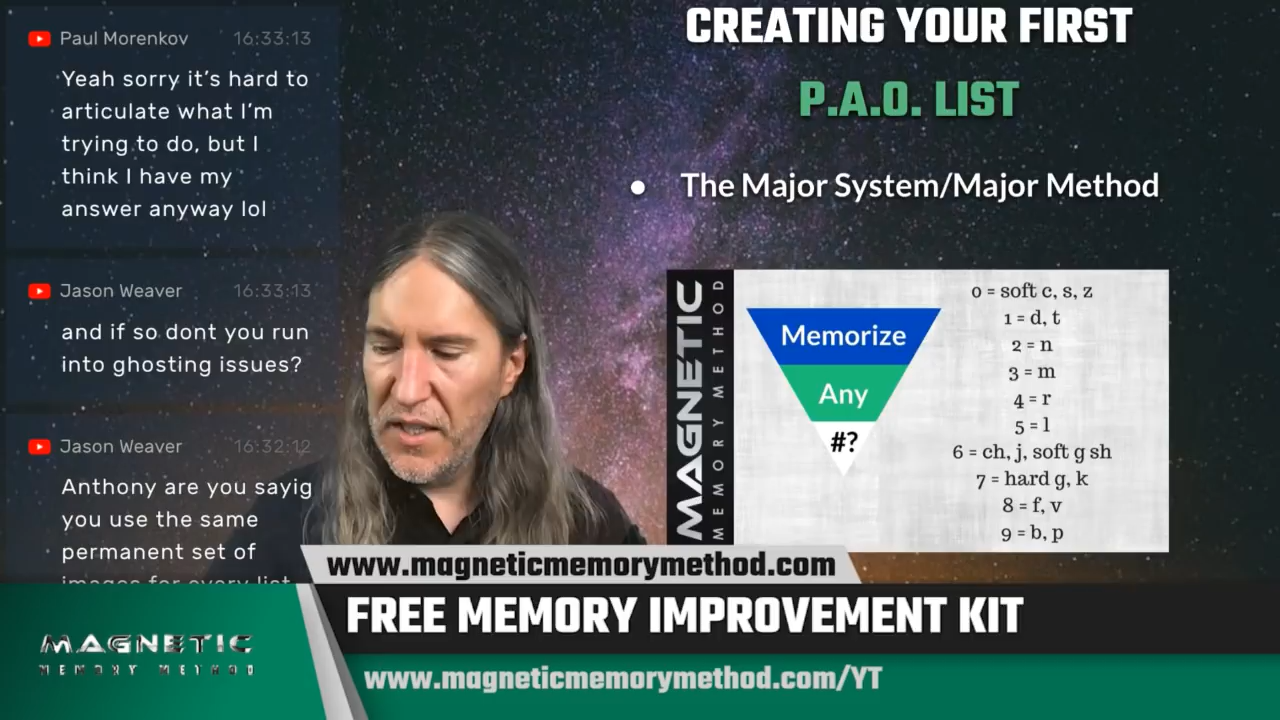 Paul Morenkov 16:33:13
Yeah sorry it's hard to
articulate what I'm
trying to do, but I
think I have my
answer anyway lol
Jason Weaver 16:33:13
and if so dont you run
into ghosting issues?
Jason Weaver 16:32:12
Anthony are you sayig
you use the same
permanent set of
images for every list
CREATING YOUR FIRST
P.A.O. LIST
• The Major System/Major Method
MAGNETIC
MEMORY METHOD
Memorize
Any
#?
0 = soft c, s, z
1 = d, t
2 = n
3 = m
4 = r
5 = l
6 = ch, j, soft g sh
7 = hard g, k
8 = f, v
9 = b, p
www.magneticmemorymethod.com
FREE MEMORY IMPROVEMENT KIT
MAGNETIC
MEMORY METHOD
www.magneticmemorymethod.com/YT